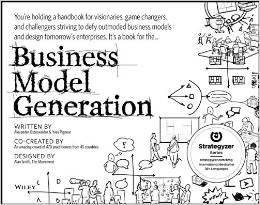 You're holding a handbook for visionaries, game changers,
and challengers striving to defy outmoded business models
and design tomorrow's enterprises. It's a book for the...
Business
Model
Generation
WRITTEN BY
Alexander Osterwalder & Yves Pigneur
CO-CREATED BY
An amazing crowd of 470 practitioners from 45 countries
DESIGNED BY
Alan Smith, The Movement
WILEY
Strategyzer
Series